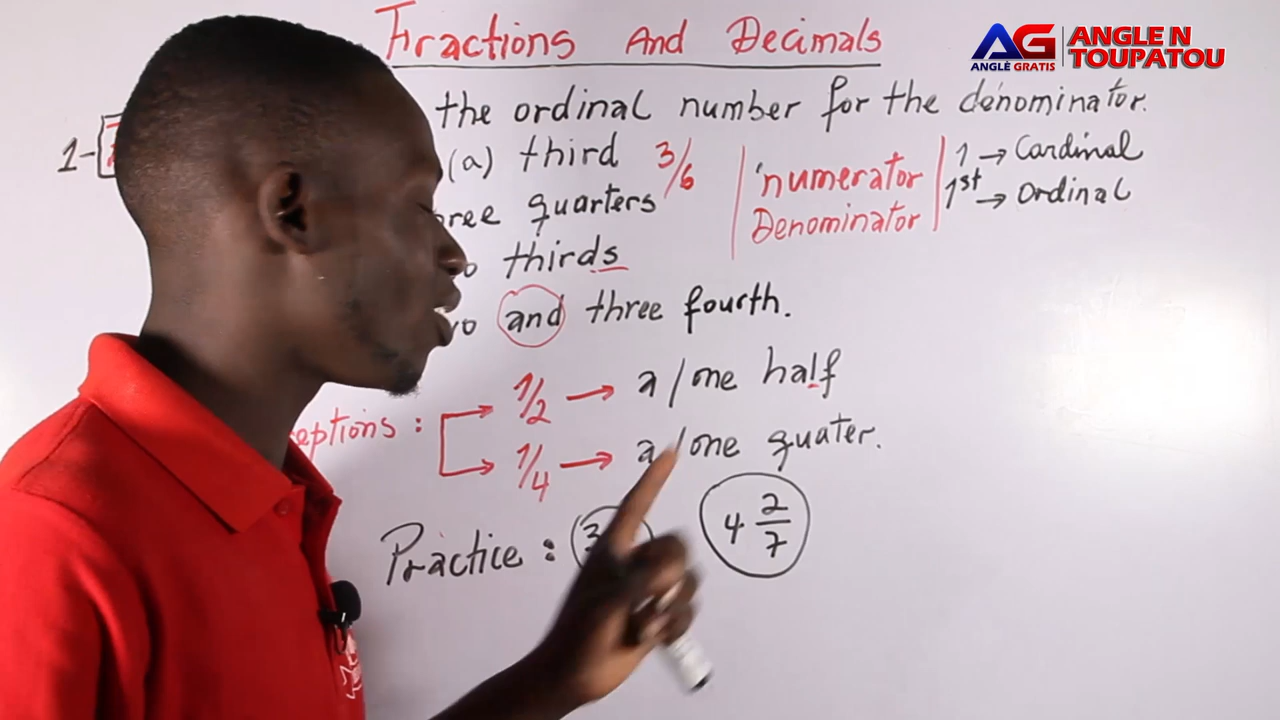 Fractions And Decimals
AG ANGLE N
ANGLÈ GRATIS TOUPATOU
the ordinal number for the denominator.
1-
(a) third 3/6
numerator
Denominator
1 → Cardinal
1st → Ordinal
quarters
thirds
and three fourth.
1/2 → a/one half
1/4 → a/one quater.
Practice : 4 2/7